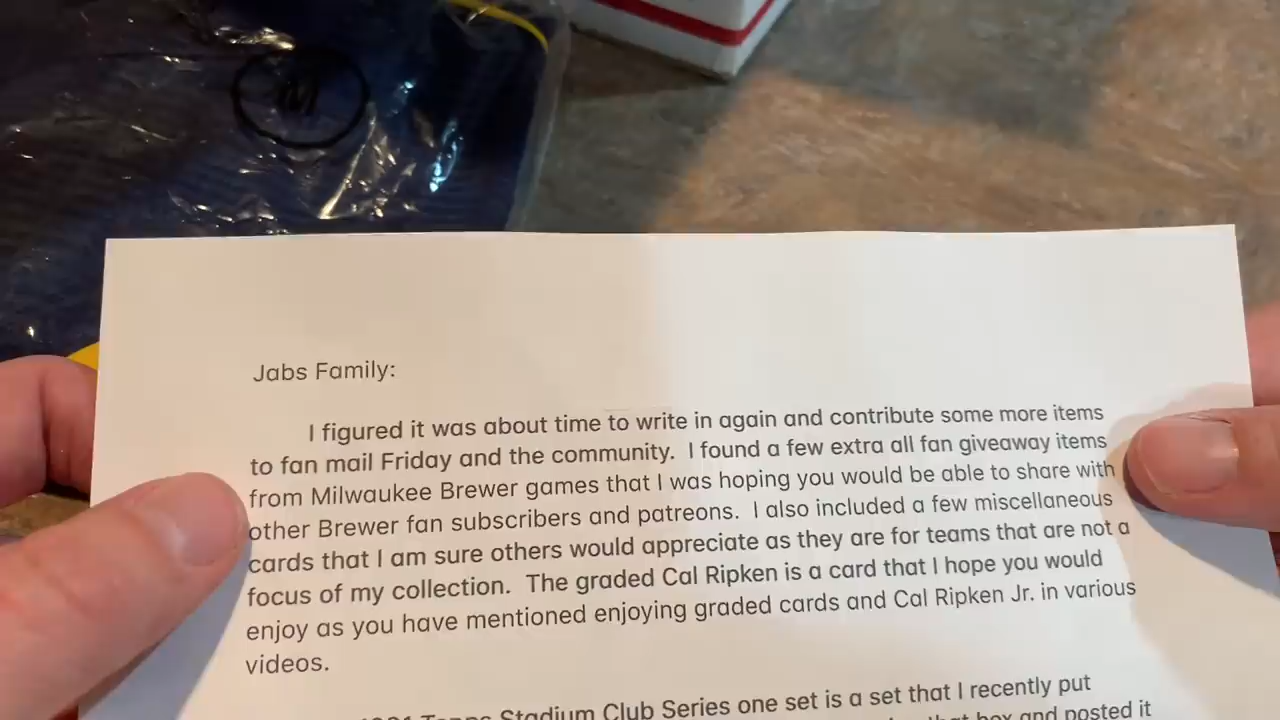 M
Jabs Family:
I figured it was about time to write in again and contribute some more items
to fan mail Friday and the community. I found a few extra all fan giveaway items
from Milwaukee Brewer games that I was hoping you would be able to share with
other Brewer fan subscribers and patreons. I also included a few miscellaneous
cards that I am sure others would appreciate as they are for teams that are not a
focus of my collection. The graded Cal Ripken is a card that I hope you would
enjoy as you have mentioned enjoying graded cards and Cal Ripken Jr. in various
videos.
Stadium Club Series one set is a set that I recently put
that box and posted it